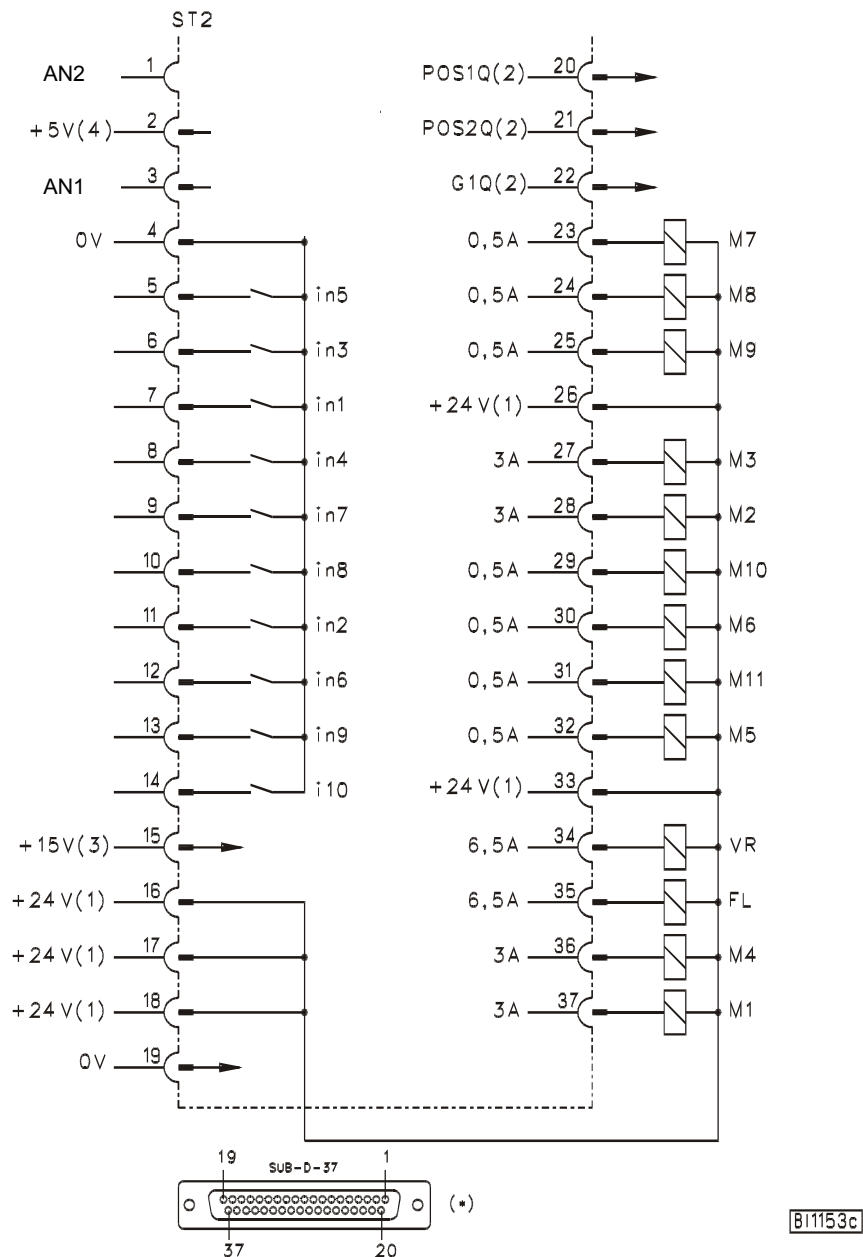 ST2
AN2 1
+5V(4) 2
AN1 3
0V 4
5 in5
6 in3
7 in1
8 in4
9 in7
10 in8
11 in2
12 in6
13 in9
14 i10
+15V(3) 15
+24V(1) 16
+24V(1) 17
+24V(1) 18
0V 19
POS1Q(2) 20
POS2Q(2) 21
G1Q(2) 22
0,5A 23 M7
0,5A 24 M8
0,5A 25 M9
+24V(1) 26
3A 27 M3
3A 28 M2
0,5A 29 M10
0,5A 30 M6
0,5A 31 M11
0,5A 32 M5
+24V(1) 33
6,5A 34 VR
6,5A 35 FL
3A 36 M4
3A 37 M1
19 SUB-D-37 1
(*)
37 20
BI1153c